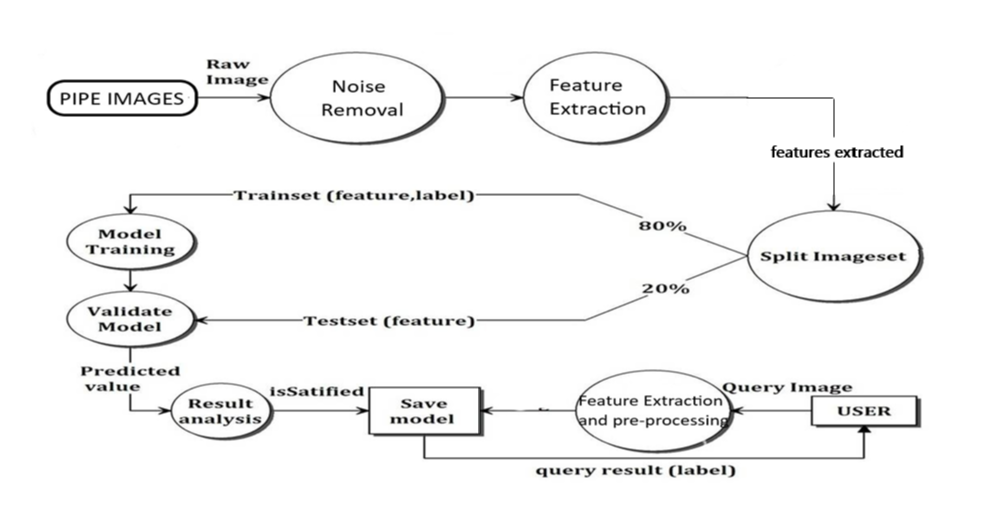 Raw
Image
PIPE IMAGES
Noise
Removal
Feature
Extraction
features extracted
Trainset (feature,label)
80%
Model
Training
Split Imageset
20%
Validate
Model
Testset (feature)
Predicted
value
Result
analysis
isSatified
Save
model
Feature Extraction
and pre-processing
Query Image
USER
query result (label)